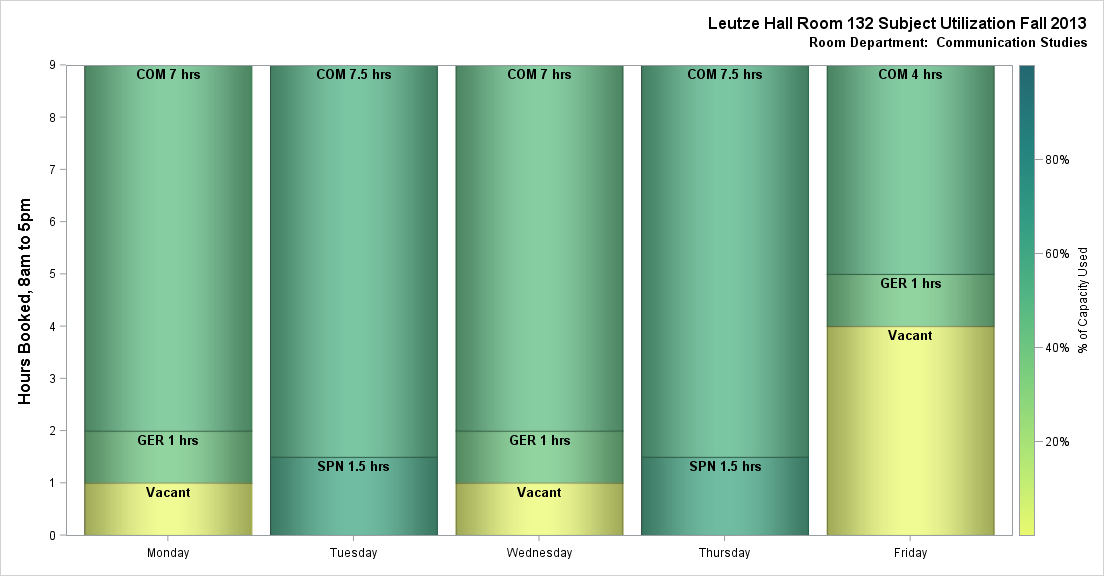 Leutze Hall Room 132 Subject Utilization Fall 2013
Room Department:  Communication Studies
Hours Booked, 8am to 5pm
9
8
7
6
5
4
3
2
1
0
COM 7 hrs
GER 1 hrs
Vacant
COM 7.5 hrs
SPN 1.5 hrs
COM 7 hrs
GER 1 hrs
Vacant
COM 7.5 hrs
SPN 1.5 hrs
COM 4 hrs
GER 1 hrs
Vacant
Monday
Tuesday
Wednesday
Thursday
Friday
80%
60%
40%
20%
% of Capacity Used